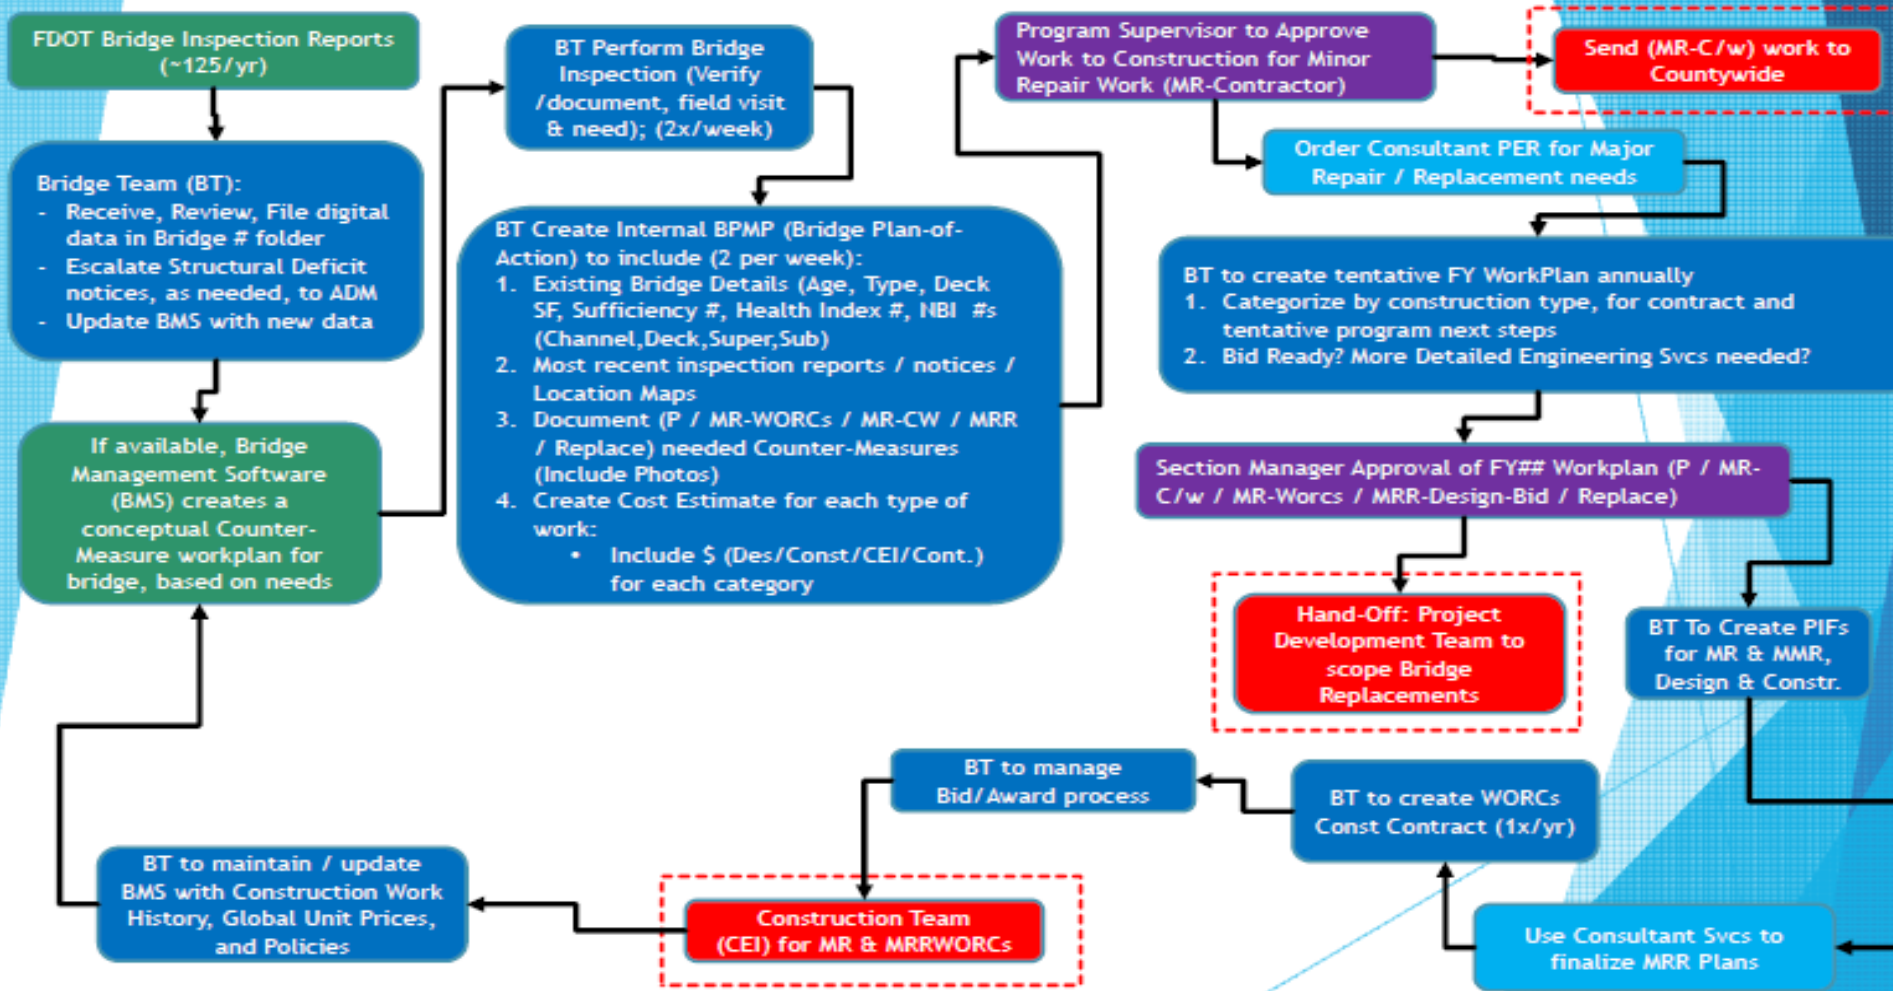 FDOT Bridge Inspection Reports
(~125/yr)
Bridge Team (BT):
- Receive, Review, File digital
data in Bridge # folder
- Escalate Structural Deficit
notices, as needed, to ADM
- Update BMS with new data
If available, Bridge
Management Software
(BMS) creates a
conceptual Counter-
Measure workplan for
bridge, based on needs
BT Perform Bridge
Inspection (Verify
/document, field visit
& need); (2x/week)
BT Create Internal BPMP (Bridge Plan-of-
Action) to include (2 per week):
1. Existing Bridge Details (Age, Type, Deck
SF, Sufficiency #, Health Index #, NBI #s
(Channel,Deck,Super,Sub)
2. Most recent inspection reports / notices /
Location Maps
3. Document (P / MR-WORCs / MR-CW / MRR
/ Replace) needed Counter-Measures
(Include Photos)
4. Create Cost Estimate for each type of
work:
• Include $ (Des/Const/CEI/Cont.)
for each category
Program Supervisor to Approve
Work to Construction for Minor
Repair Work (MR-Contractor)
Send (MR-C/w) work to
Countywide
Order Consultant PER for Major
Repair / Replacement needs
BT to create tentative FY WorkPlan annually
1. Categorize by construction type, for contract and
tentative program next steps
2. Bid Ready? More Detailed Engineering Svcs needed?
Section Manager Approval of FY## Workplan (P / MR-
C/w / MR-Worcs / MRR-Design-Bid / Replace)
Hand-Off: Project
Development Team to
scope Bridge
Replacements
BT To Create PIFs
for MR & MMR,
Design & Constr.
Use Consultant Svcs to
finalize MRR Plans
BT to create WORCs
Const Contract (1x/yr)
BT to manage
Bid/Award process
Construction Team
(CEI) for MR & MRRWORCs
BT to maintain / update
BMS with Construction Work
History, Global Unit Prices,
and Policies